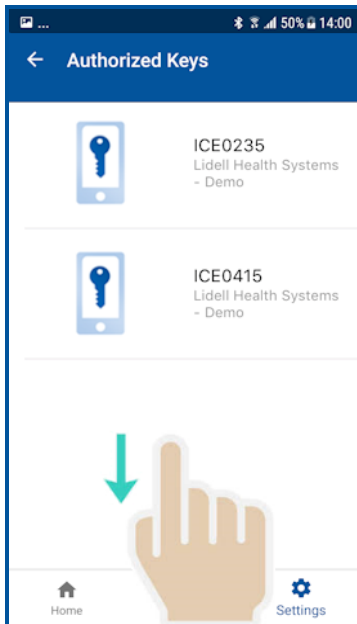 ... 50% 14:00
Authorized Keys
ICE0235
Lidell Health Systems
- Demo
ICE0415
Lidell Health Systems
- Demo
Home
Settings